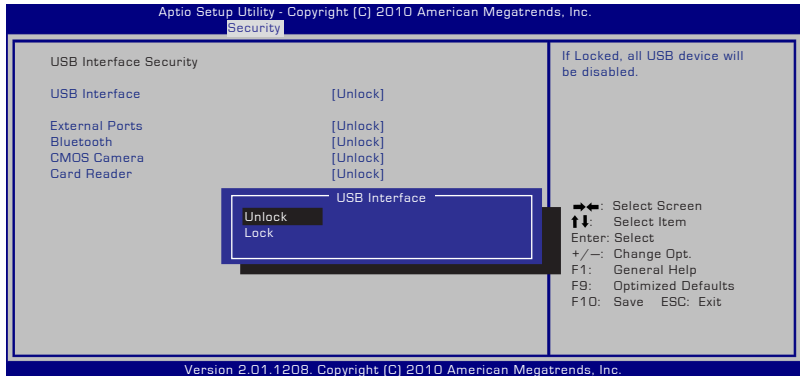 Aptio Setup Utility - Copyright (C) 2010 American Megatrends, Inc.
Security
USB Interface Security
USB Interface [Unlock]
External Ports [Unlock]
Bluetooth [Unlock]
CMOS Camera [Unlock]
Card Reader [Unlock]
USB Interface
Unlock
Lock
If Locked, all USB device will
be disabled.
→←: Select Screen
↑↓: Select Item
Enter: Select
+/—: Change Opt.
F1: General Help
F9: Optimized Defaults
F10: Save ESC: Exit
Version 2.01.1208. Copyright (C) 2010 American Megatrends, Inc.